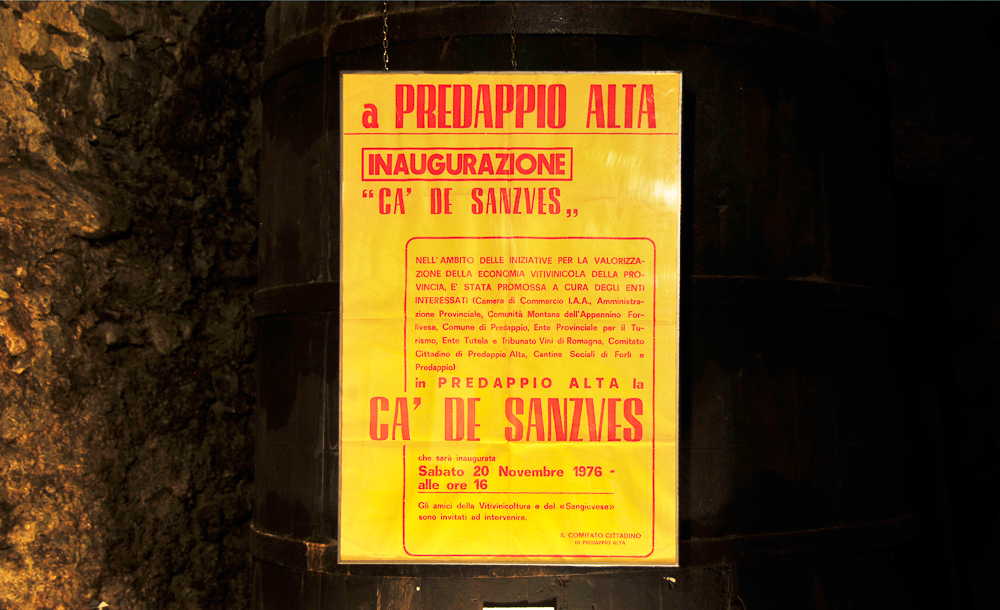 a PREDAPPIO ALTA
INAUGURAZIONE
“CA' DE SANZVES„
NELL'AMBITO DELLE INIZIATIVE PER LA VALORIZZA-
ZIONE DELLA ECONOMIA VITIVINICOLA DELLA PRO-
VINCIA, E' STATA PROMOSSA A CURA DEGLI ENTI
INTERESSATI (Camera di Commercio I.A.A., Amministra-
zione Provinciale, Comunità Montana dell'Appennino For-
livese, Comune di Predappio, Ente Provinciale per il Tu-
rismo, Ente Tutela e Tribunato Vini di Romagna, Comitato
Cittadino di Predappio Alta, Cantine Sociali di Forlì e
Predappio)
in PREDAPPIO ALTA la
CA' DE SANZVES
che sarà inaugurata
Sabato 20 Novembre 1976 -
alle ore 16
Gli amici della Vitivinicoltura e del «Sangiovese»
sono invitati ad intervenire.
IL COMITATO CITTADINO
DI PREDAPPIO ALTA